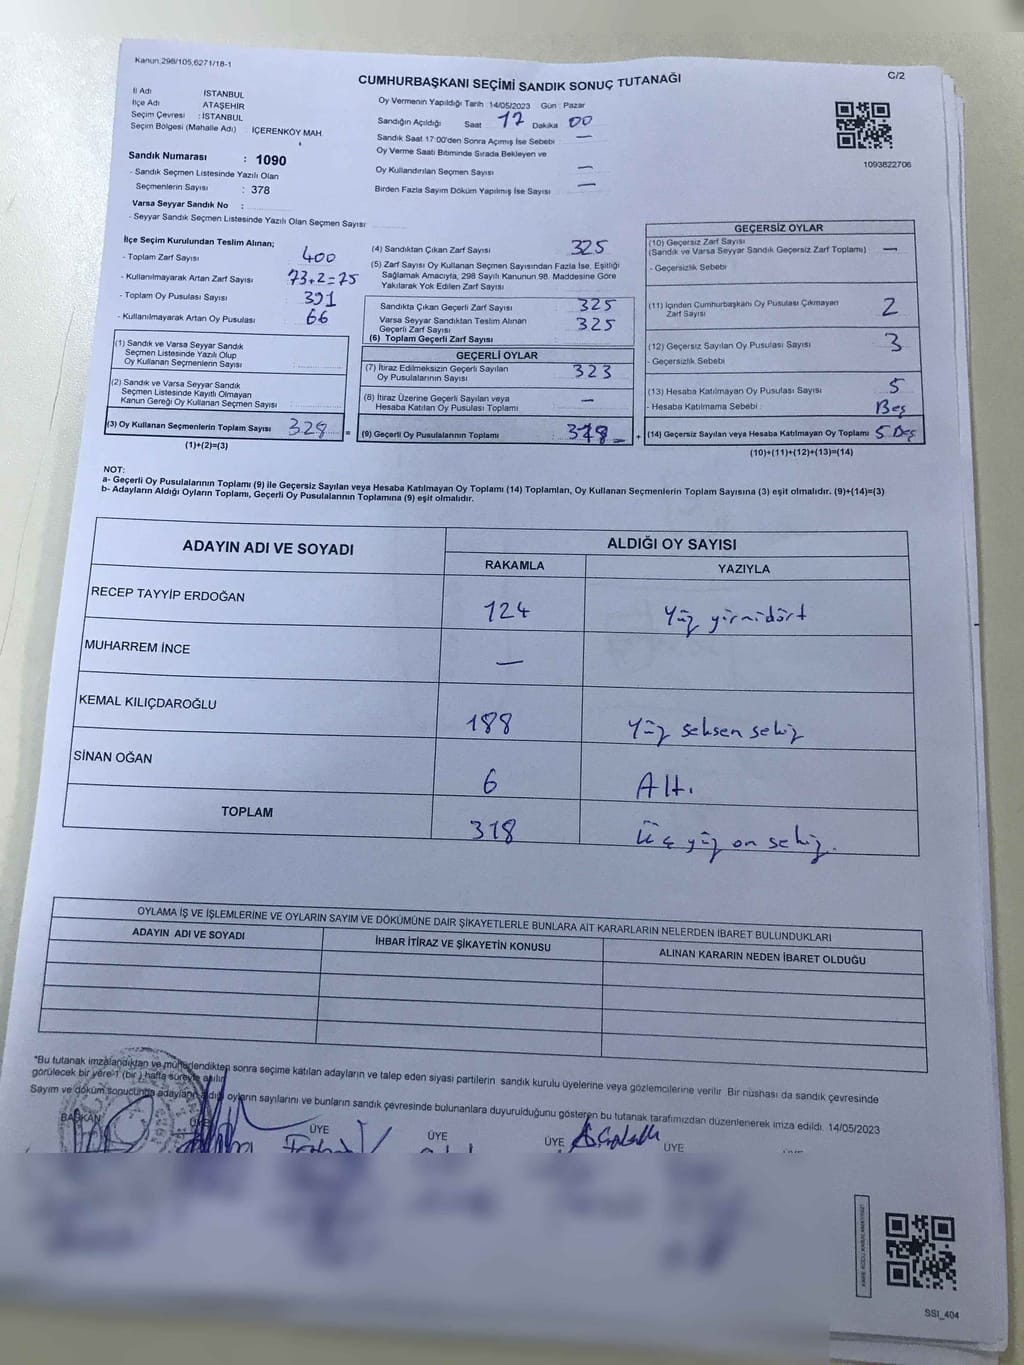 Kanun,298/105,6271/18-1
C/2
CUMHURBAŞKANI SEÇİMİ SANDIK SONUÇ TUTANAĞI
İl Adı İSTANBUL
İlçe Adı ATAŞEHİR
Seçim Çevresi : İSTANBUL
Seçim Bölgesi (Mahalle Adı) : İÇERENKÖY MAH.
Oy Vermenin Yapıldığı Tarih :14/05/2023 Gün : Pazar
Sandığın Açıldığı Saat 17 Dakika 00
Sandık Saat 17:00'den Sonra Açımış İse Sebebi —
Oy Verme Saati Bitiminde Sırada Bekleyen ve
Oy Kullandırılan Seçmen Sayısı —
Birden Fazla Sayım Döküm Yapılmış İse Sayısı —
1093822706
Sandık Numarası : 1090
- Sandık Seçmen Listesinde Yazılı Olan
Seçmenlerin Sayısı : 378
Varsa Seyyar Sandık No :
- Seyyar Sandık Seçmen Listesinde Yazılı Olan Seçmen Sayısı
İlçe Seçim Kurulundan Teslim Alınan;
- Toplam Zarf Sayısı 400
- Kullanılmayarak Artan Zarf Sayısı 73+2=75
- Toplam Oy Pusulası Sayısı 391
- Kullanılmayarak Artan Oy Pusulası 66
(1) Sandık ve Varsa Seyyar Sandık
Seçmen Listesinde Yazılı Olup
Oy Kullanan Seçmenlerin Sayısı :
(2) Sandık ve Varsa Seyyar Sandık
Seçmen Listesinde Kayıtlı Olmayan
Kanun Gereği Oy Kullanan Seçmen Sayısı :
(3) Oy Kullanan Seçmenlerin Toplam Sayısı 328 =
(1)+(2)=(3)
(4) Sandıktan Çıkan Zarf Sayısı 325
(5) Zarf Sayısı Oy Kullanan Seçmen Sayısından Fazla İse, Eşitliği
Sağlamak Amacıyla, 298 Sayılı Kanunun 98. Maddesine Göre
Yakılarak Yok Edilen Zarf Sayısı
Sandıkta Çıkan Geçerli Zarf Sayısı 325
Varsa Seyyar Sandıktan Teslim Alınan
Geçerli Zarf Sayısı 325
(6) Toplam Geçerli Zarf Sayısı
GEÇERLİ OYLAR
(7) İtiraz Edilmeksizin Geçerli Sayılan
Oy Pusulalarının Sayısı : 323
(8) İtiraz Üzerine Geçerli Sayılan veya
Hesaba Katılan Oy Pusulası Toplamı : —
(9) Geçerli Oy Pusulalarının Toplamı : 318 +
GEÇERSİZ OYLAR
(10) Geçersiz Zarf Sayısı
(Sandık ve Varsa Seyyar Sandık Geçersiz Zarf Toplamı) —
- Geçersizlik Sebebi
(11) İçinden Cumhurbaşkanı Oy Pusulası Çıkmayan
Zarf Sayısı 2
(12) Geçersiz Sayılan Oy Pusulası Sayısı 3
- Geçersizlik Sebebi
(13) Hesaba Katılmayan Oy Pusulası Sayısı 5
- Hesaba Katılmama Sebebi : Beş
(14) Geçersiz Sayılan veya Hesaba Katılmayan Oy Toplamı : 5 Beş
(10)+(11)+(12)+(13)=(14)
NOT:
a- Geçerli Oy Pusulalarının Toplamı (9) ile Geçersiz Sayılan veya Hesaba Katılmayan Oy Toplamı (14) Toplamları, Oy Kullanan Seçmenlerin Toplam Sayısına (3) eşit olmalıdır. (9)+(14)=(3)
b- Adayların Aldığı Oyların Toplamı, Geçerli Oy Pusulalarının Toplamına (9) eşit olmalıdır.
ADAYIN ADI VE SOYADI
ALDIĞI OY SAYISI
RAKAMLA YAZIYLA
RECEP TAYYİP ERDOĞAN 124 Yüz yirmidört
MUHARREM İNCE —
KEMAL KILIÇDAROĞLU 188 Yüz seksen sekiz
SİNAN OĞAN 6 Altı
TOPLAM 318 Üç yüz on sekiz.
OYLAMA İŞ VE İŞLEMLERİNE VE OYLARIN SAYIM VE DÖKÜMÜNE DAİR ŞİKAYETLERLE BUNLARA AİT KARARLARIN NELERDEN İBARET BULUNDUKLARI
ADAYIN ADI VE SOYADI İHBAR İTİRAZ VE ŞİKAYETİN KONUSU ALINAN KARARIN NEDEN İBARET OLDUĞU
*Bu tutanak imzalandıktan ve mühürlendikten sonra seçime katılan adayların ve talep eden siyasi partilerin sandık kurulu üyelerine veya gözlemcilerine verilir. Bir nüshası da sandık çevresinde
görülecek bir yere 1 (bir) hafta süreyle asılır.
Sayım ve döküm sonucunda adayların aldığı oyların sayılarını ve bunların sandık çevresinde bulunanlara duyurulduğunu gösteren bu tutanak tarafımızdan düzenlenerek imza edildi. 14/05/2023
BAŞKAN ÜYE ÜYE ÜYE ÜYE ÜYE
SSI_404